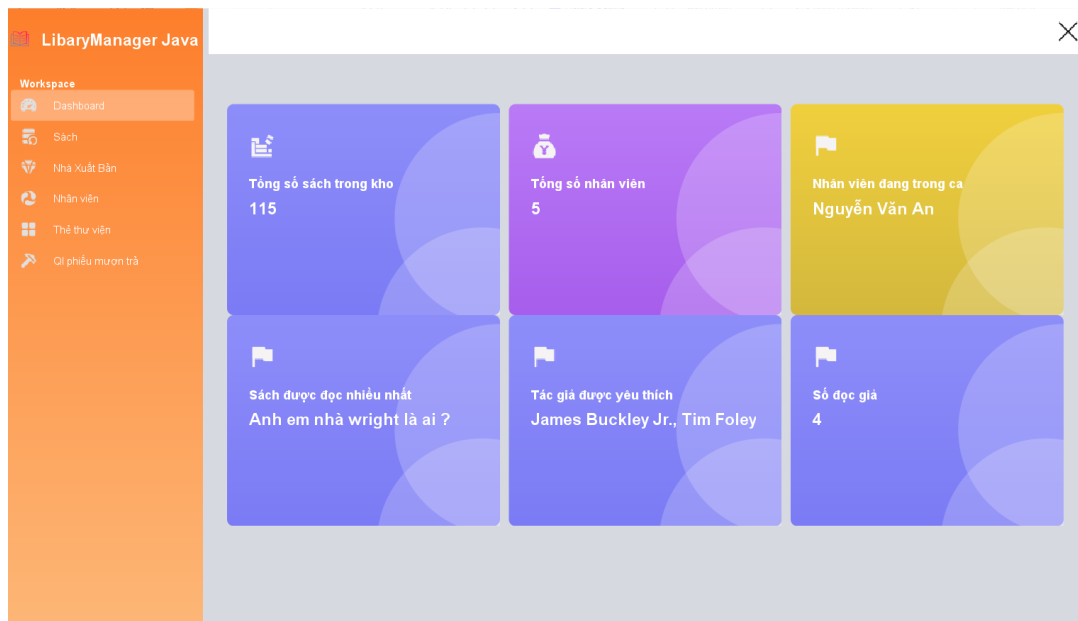 LibaryManager Java
Workspace
Dashboard
Sách
Nhà Xuất Bản
Nhận viên
Thẻ thư viện
Ql phiếu mượn trả
Tổng số sách trong kho
115
Tổng số nhân viên
5
Nhân viên đang trong ca
Nguyễn Văn An
Sách được đọc nhiều nhất
Anh em nhà wright là ai ?
Tác giả được yêu thích
James Buckley Jr., Tim Foley
Số đọc giả
4